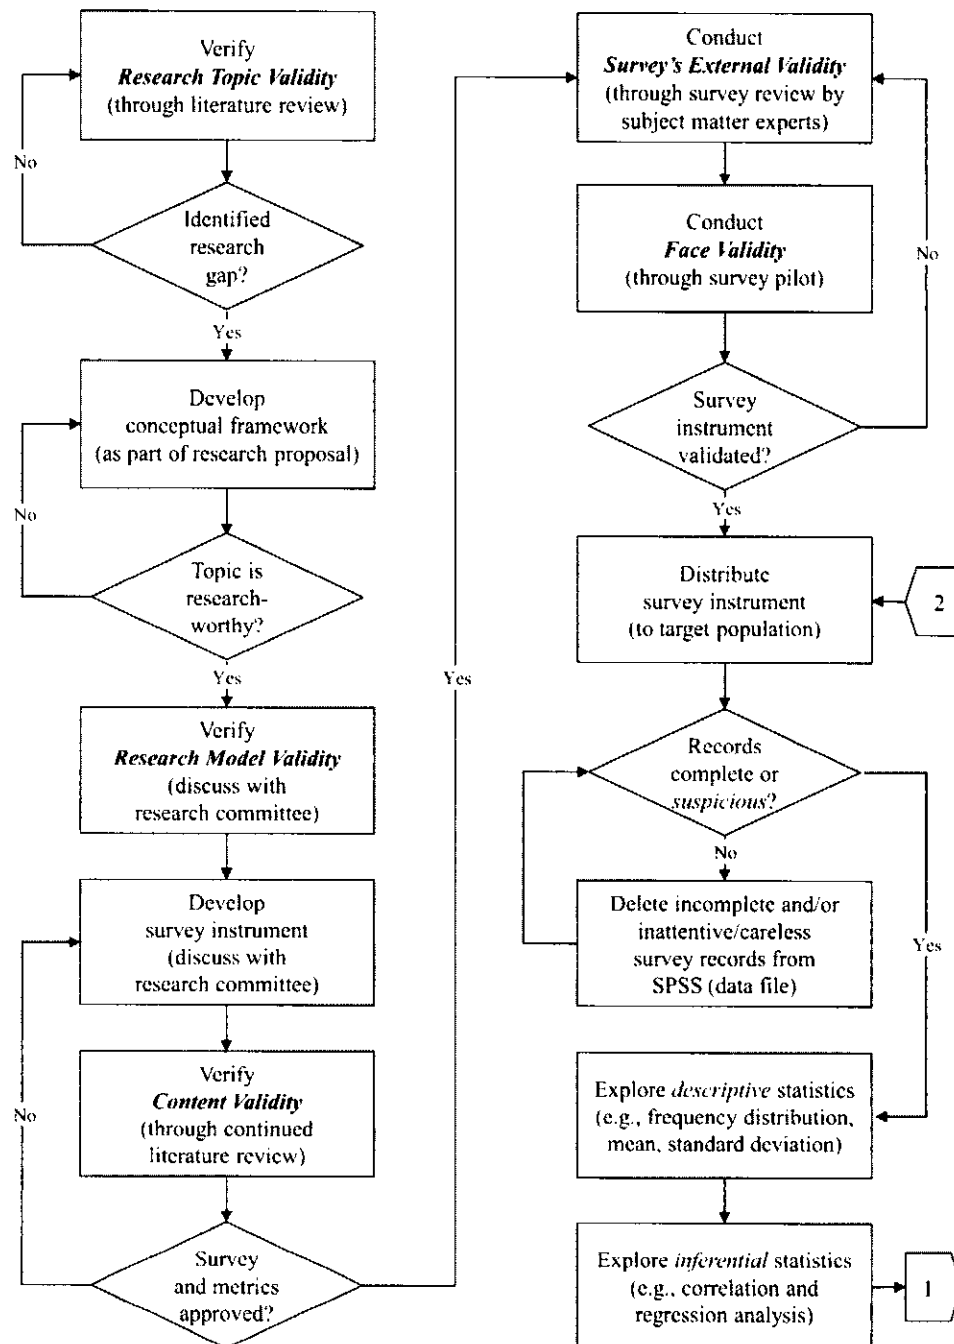 Verify
Research Topic Validity
(through literature review)
No
Identified
research
gap?
Yes
Develop
conceptual framework
(as part of research proposal)
No
Topic is
research-
worthy?
Yes
Verify
Research Model Validity
(discuss with
research committee)
Develop
survey instrument
(discuss with
research committee)
Verify
Content Validity
(through continued
literature review)
No
Survey
and metrics
approved?
Yes
Conduct
Survey's External Validity
(through survey review by
subject matter experts)
Conduct
Face Validity
(through survey pilot)
No
Survey
instrument
validated?
Yes
Distribute
survey instrument
(to target population)
2
Records
complete or
suspicious?
No
Delete incomplete and/or
inattentive/careless
survey records from
SPSS (data file)
Yes
Explore descriptive statistics
(e.g., frequency distribution,
mean, standard deviation)
Explore inferential statistics
(e.g., correlation and
regression analysis)
1